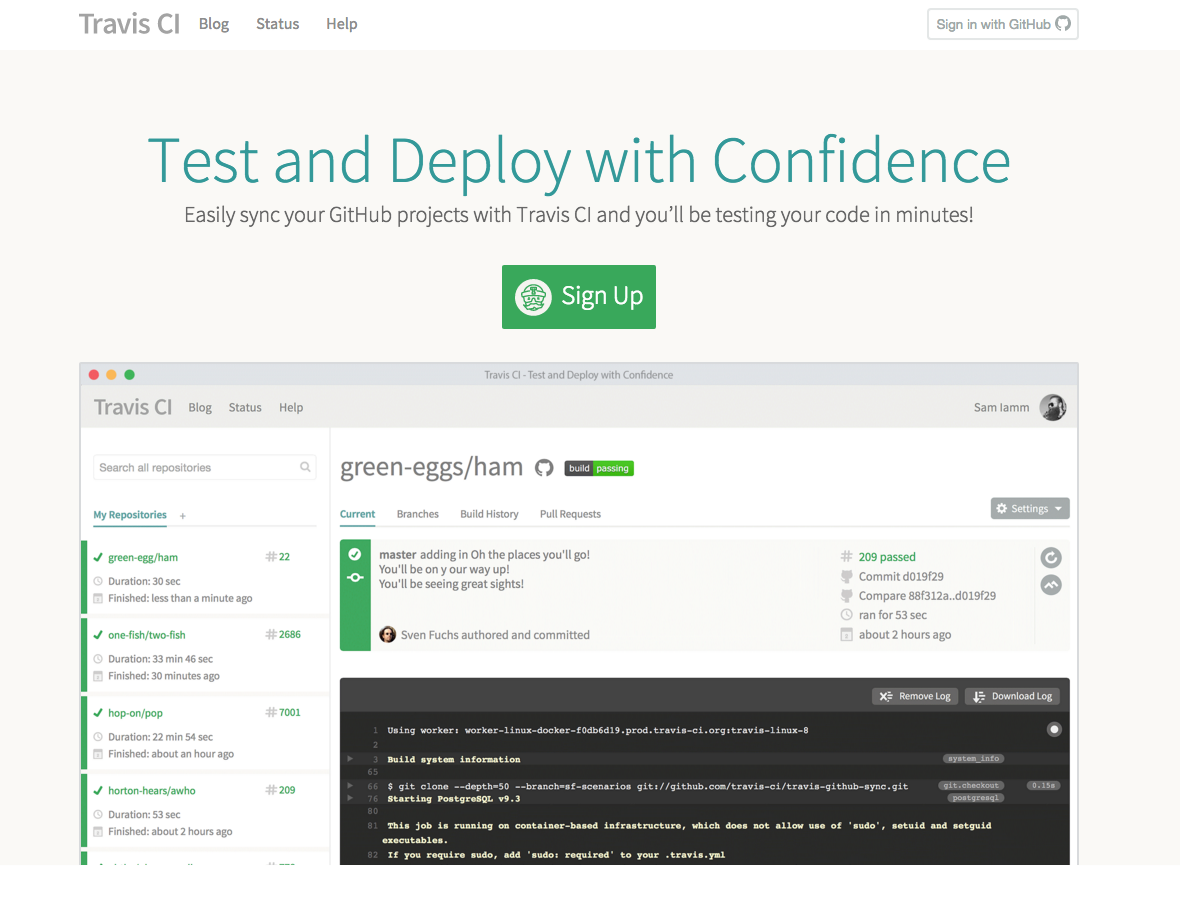 Travis CI Blog Status Help Sign in with GitHub
Test and Deploy with Confidence
Easily sync your GitHub projects with Travis CI and you’ll be testing your code in minutes!
Sign Up
Travis CI - Test and Deploy with Confidence
Travis CI Blog Status Help Sam Iamm
Search all repositories
My Repositories +
green-egg/ham # 22
Duration: 30 sec
Finished: less than a minute ago
one-fish/two-fish # 2686
Duration: 33 min 46 sec
Finished: 30 minutes ago
hop-on/pop # 7001
Duration: 22 min 54 sec
Finished: about an hour ago
horton-hears/awho # 209
Duration: 53 sec
Finished: about 2 hours ago
green-eggs/ham build passing
Current Branches Build History Pull Requests Settings
master adding in Oh the places you'll go!
You'll be on y our way up!
You'll be seeing great sights!
Sven Fuchs authored and committed
# 209 passed
Commit d019f29
Compare 88f312a..d019f29
ran for 53 sec
about 2 hours ago
Remove Log Download Log
1 Using worker: worker-linux-docker-f0db6d19.prod.travis-ci.org:travis-linux-8
2
3 Build system information system_info
65
66 $ git clone --depth=50 --branch=sf-scenarios git://github.com/travis-ci/travis-github-sync.git git.checkout 0.15s
76 Starting PostgreSQL v9.3 postgresql
80
81 This job is running on container-based infrastructure, which does not allow use of 'sudo', setuid and setguid
executables.
82 If you require sudo, add 'sudo: required' to your .travis.yml